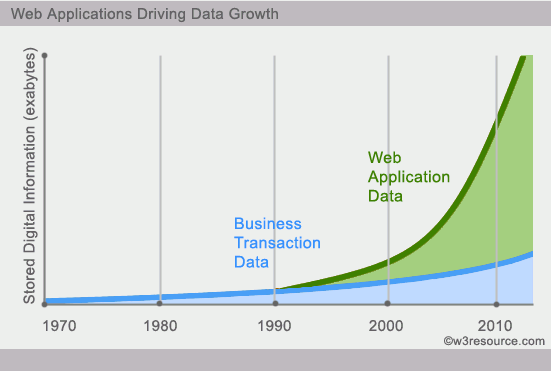 Web Applications Driving Data Growth
Stored Digital Information (exabytes)
Web
Application
Data
Business
Transaction
Data
1970 1980 1990 2000 2010
©w3resource.com